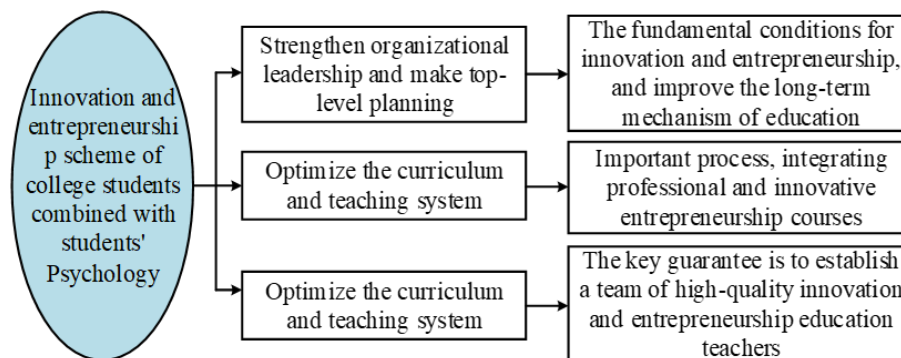 Innovation and
entrepreneurshi
p scheme of
college students
combined with
students'
Psychology
Strengthen organizational
leadership and make top-
level planning
The fundamental conditions for
innovation and entrepreneurship,
and improve the long-term
mechanism of education
Optimize the curriculum
and teaching system
Important process, integrating
professional and innovative
entrepreneurship courses
Optimize the curriculum
and teaching system
The key guarantee is to establish
a team of high-quality innovation
and entrepreneurship education
teachers